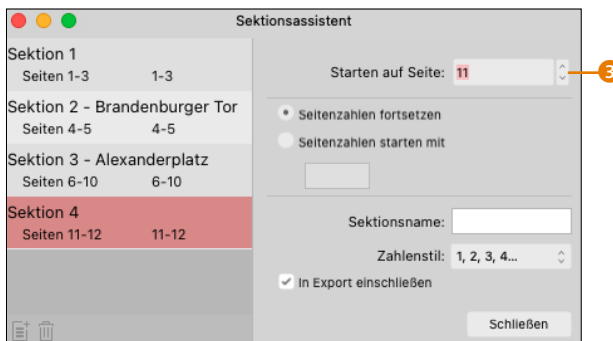 Sektionsassistent
Sektion 1
Seiten 1-3 1-3
Sektion 2 - Brandenburger Tor
Seiten 4-5 4-5
Sektion 3 - Alexanderplatz
Seiten 6-10 6-10
Sektion 4
Seiten 11-12 11-12
Starten auf Seite: 11
3
Seitenzahlen fortsetzen
Seitenzahlen starten mit
Sektionsname:
Zahlenstil: 1, 2, 3, 4...
In Export einschließen
Schließen